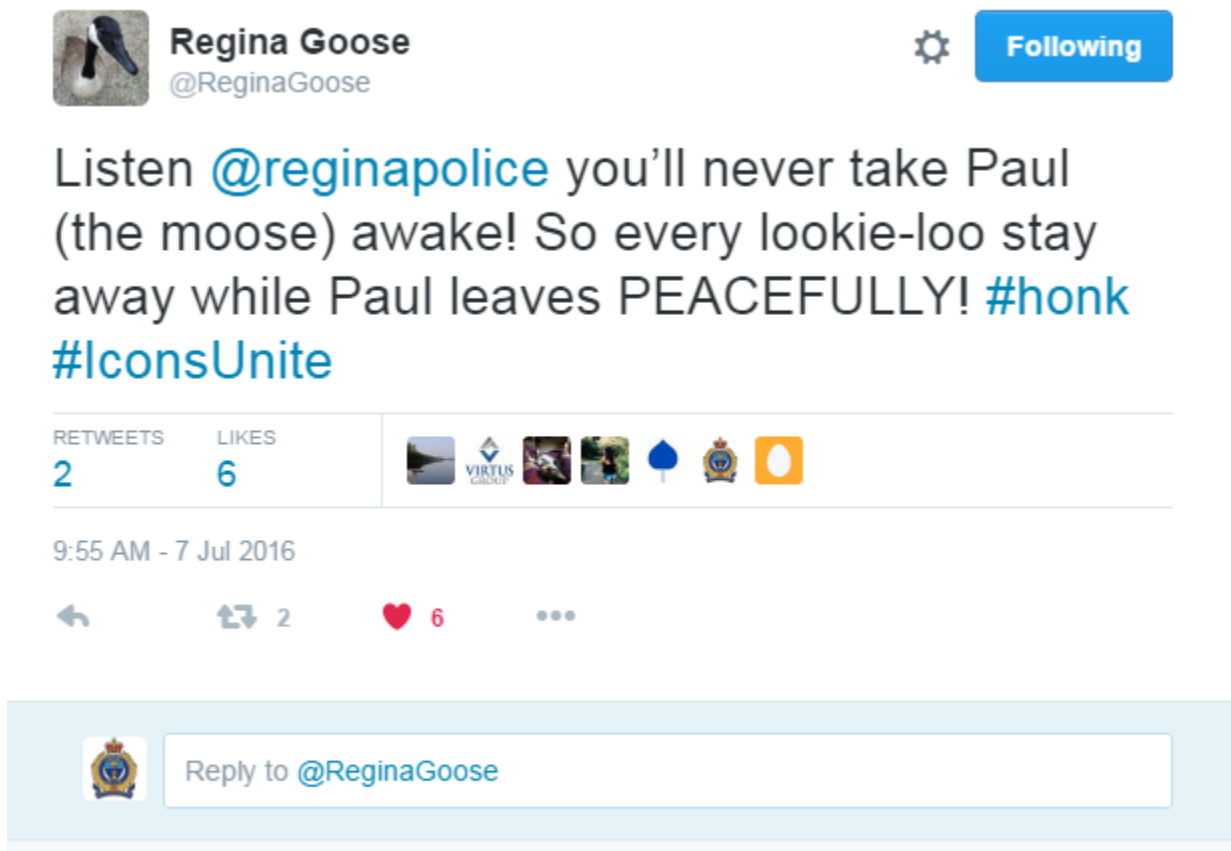 Regina Goose
@ReginaGoose
Following
Listen @reginapolice you'll never take Paul
(the moose) awake! So every lookie-loo stay
away while Paul leaves PEACEFULLY! #honk
#IconsUnite
RETWEETS LIKES
2 6
VIRTUS
GROUP
9:55 AM - 7 Jul 2016
2 6
Reply to @ReginaGoose